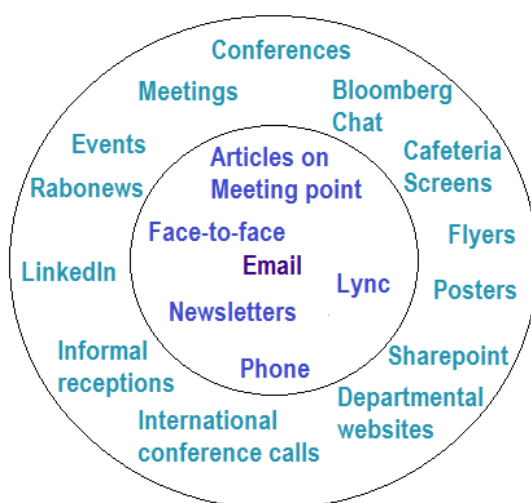 Conferences
Meetings
Bloomberg
Chat
Events
Cafeteria
Screens
Rabonews
Articles on
Meeting point
Face-to-face
Flyers
Email
LinkedIn
Lync
Posters
Newsletters
Informal
receptions
Phone
Sharepoint
International
conference calls
Departmental
websites